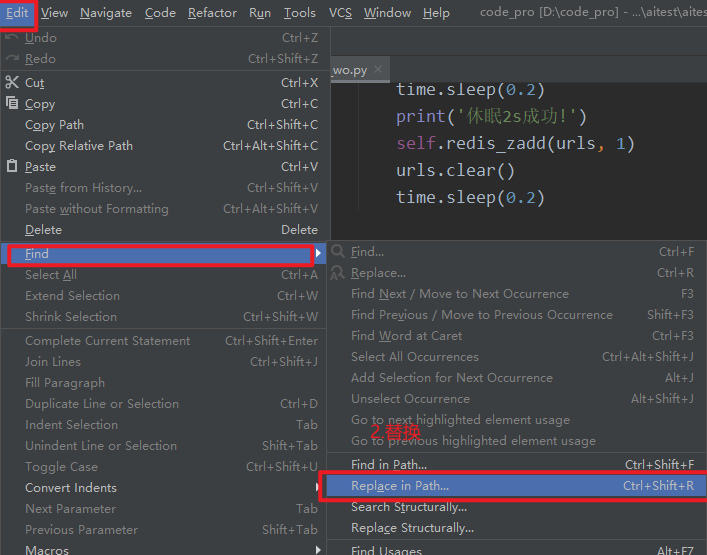 Edit View Navigate Code Refactor Run Tools VCS Window Help code_pro [D:\code_pro] - ...\aitest\aites
Undo Ctrl+Z
Redo Ctrl+Shift+Z
Cut Ctrl+X
Copy Ctrl+C
Copy Path Ctrl+Shift+C
Copy Relative Path Ctrl+Alt+Shift+C
Paste Ctrl+V
Paste from History... Ctrl+Shift+V
Paste without Formatting Ctrl+Alt+Shift+V
Delete Delete
Find
Select All Ctrl+A
Extend Selection Ctrl+W
Shrink Selection Ctrl+Shift+W
Complete Current Statement Ctrl+Shift+Enter
Join Lines Ctrl+Shift+J
Fill Paragraph
Duplicate Line or Selection Ctrl+D
Indent Selection Tab
Unindent Line or Selection Shift+Tab
Toggle Case Ctrl+Shift+U
Convert Indents
Next Parameter Tab
Previous Parameter Shift+Tab
Macros
_wo.py
time.sleep(0.2)
print('休眠2s成功!')
self.redis_zadd(urls, 1)
urls.clear()
time.sleep(0.2)
Find... Ctrl+F
Replace... Ctrl+R
Find Next / Move to Next Occurrence F3
Find Previous / Move to Previous Occurrence Shift+F3
Find Word at Caret Ctrl+F3
Select All Occurrences Ctrl+Alt+Shift+J
Add Selection for Next Occurrence Alt+J
Unselect Occurrence Alt+Shift+J
Go to next highlighted element usage
2.替换
Go to previous highlighted element usage
Find in Path... Ctrl+Shift+F
Replace in Path... Ctrl+Shift+R
Search Structurally...
Replace Structurally...
Find Usages Alt+F7